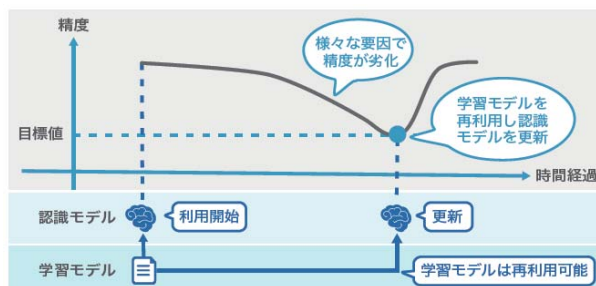 精度
様々な要因で
精度が劣化
学習モデルを
再利用し認識
モデルを更新
目標値
時間経過
認識モデル
利用開始
更新
学習モデル
学習モデルは再利用可能